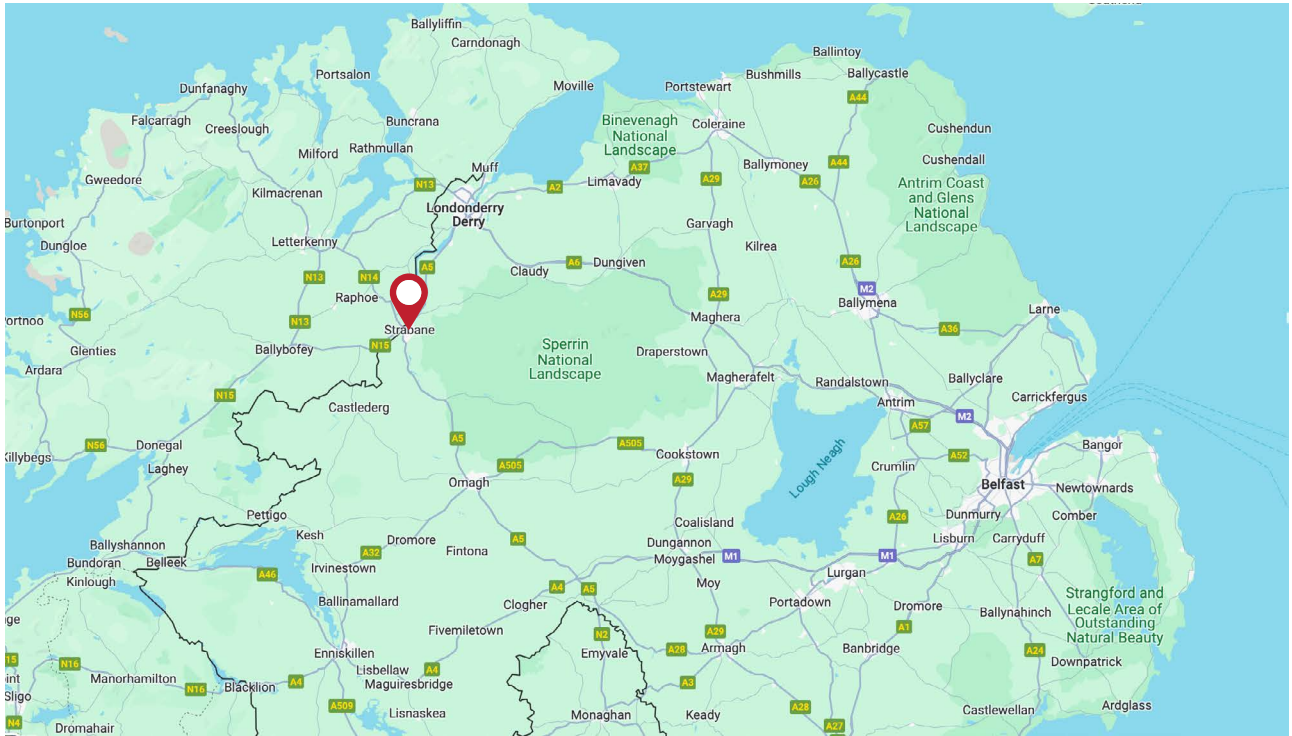 Ballyliffin
Carndonagh
Ballintoy
Portsalon
Bushmills
Ballycastle
Dunfanaghy
Moville
Portstewart
A44
Falcarragh
Creeslough
Buncrana
Binevenagh
National
Landscape
Coleraine
Cushendun
Milford
Rathmullan
Muff
A37
Ballymoney
A44
Cushendall
Gweedore
Kilmacrenan
N13
A2
Limavady
A29
A26
Antrim Coast
and Glens
National
Landscape
Burtonport
Londonderry
Derry
Garvagh
Dungloe
Letterkenny
Kilrea
N13
N14
A5
Claudy
A6
Dungiven
A26
M2
Raphoe
A29
Ballymena
N56
ortnoo
N13
Strabane
Maghera
A36
Larne
Glenties
Ballybofey
N15
Sperrin
National
Landscape
Draperstown
Ardara
Magherafelt
Randalstown
Ballyclare
N15
Castlederg
Antrim
Carrickfergus
M2
A57
N56
Donegal
A5
A505
Cookstown
A52
Bangor
Killybegs
Laghey
A505
Lough Neagh
Crumlin
Omagh
A29
Belfast
Newtownards
Pettigo
Coalisland
A26
Dunmurry
Comber
Kesh
Dromore
A5
Lisburn
Carryduff
Ballyshannon
A32
Fintona
Dungannon
Moygashel
M1
M1
A7
Bundoran
Belleek
Irvinestown
Kinlough
A46
Moy
Lurgan
A4
A5
Ballinamallard
Clogher
Portadown
Dromore
Ballynahinch
Strangford and
Lecale Area of
Outstanding
Natural Beauty
Fivemiletown
N2
A29
A1
15
N16
Enniskillen
Emyvale
A28
Armagh
Banbridge
A24
Downpatrick
Lisbellaw
A4
Manorhamilton
N16
Blacklion
A4
Maguiresbridge
A3
Sligo
A509
Lisnaskea
Monaghan
Keady
A28
Castlewellan
Ardglass
N4
Dromahair
A27